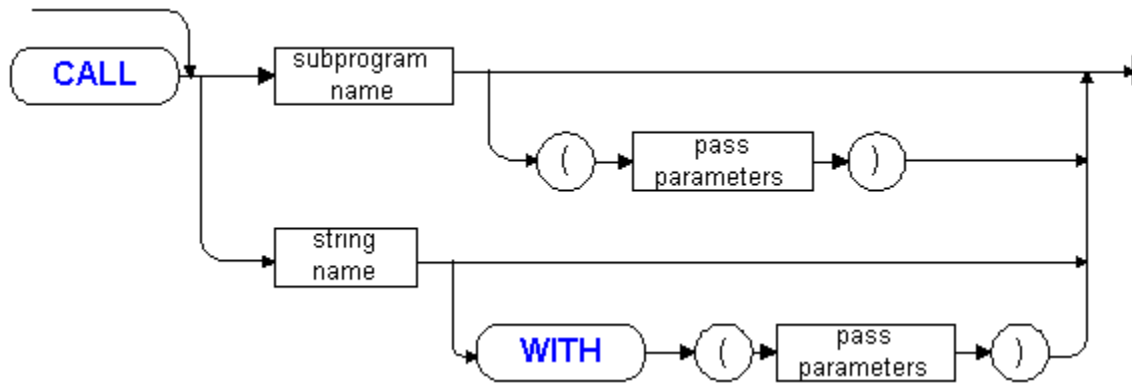 CALL
subprogram
name
(
pass
parameters
)
string
name
WITH
(
pass
parameters
)